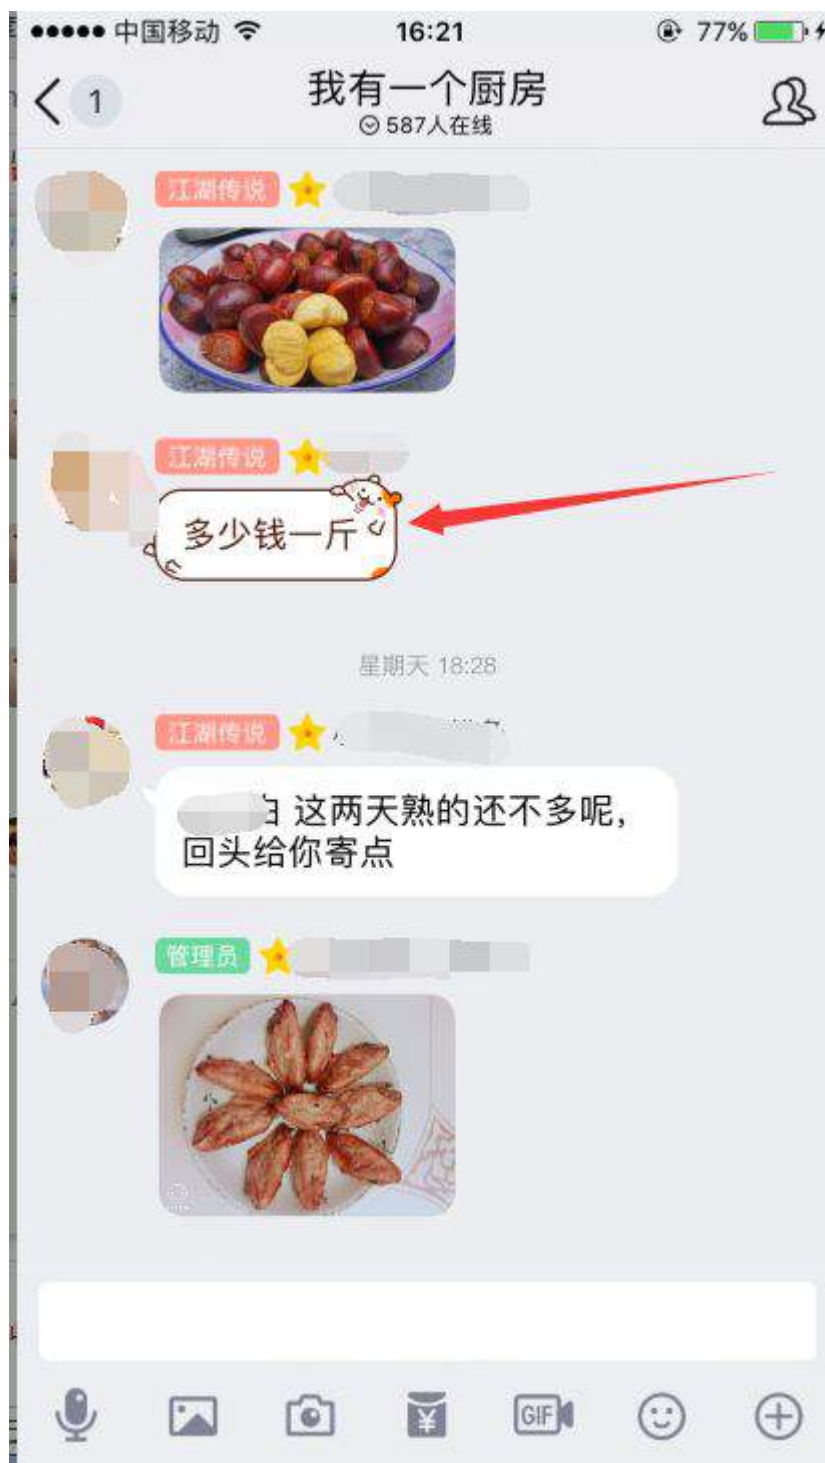 中国移动
16:21
77%
1
我有一个厨房
587人在线
江湖传说
江湖传说
多少钱一斤
星期天 18:28
江湖传说
白 这两天熟的还不多呢,
回头给你寄点
管理员
GIF